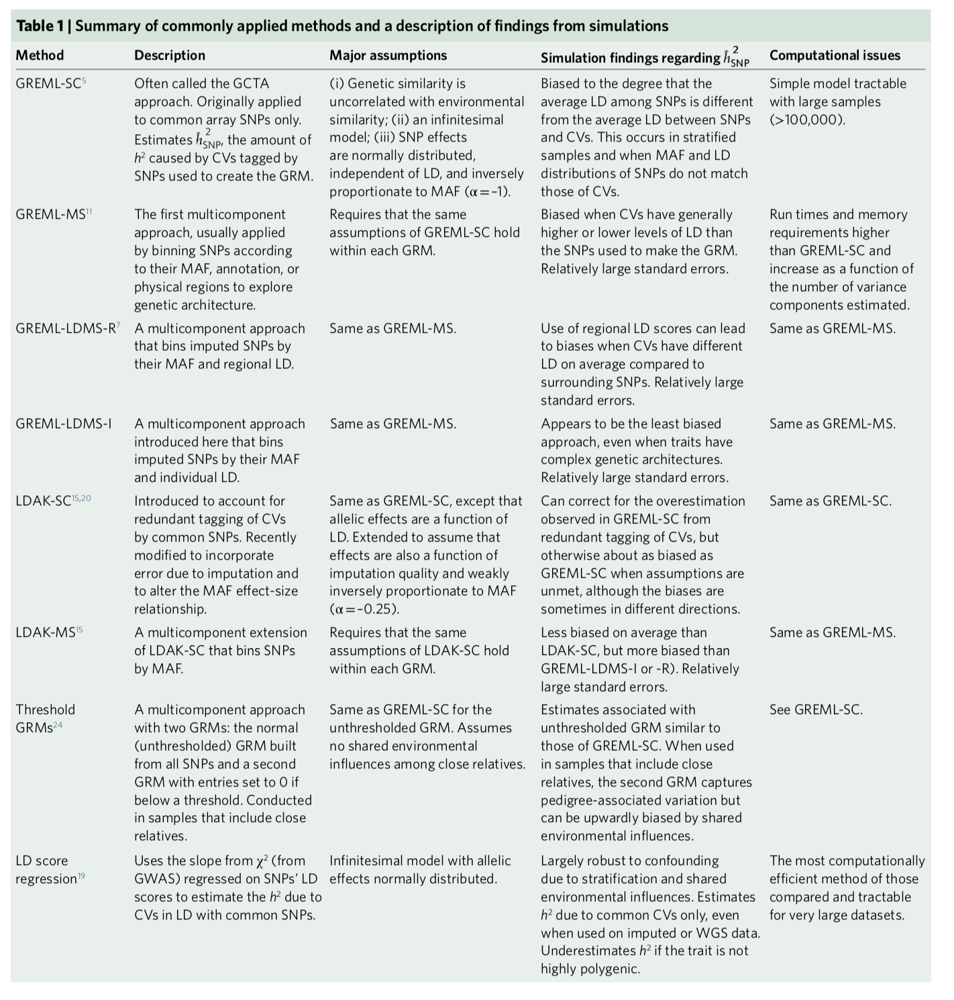 Table 1 | Summary of commonly applied methods and a description of findings from simulations
Method Description Major assumptions Simulation findings regarding ĥ²SNP Computational issues
GREML-SC5
Often called the GCTA
approach. Originally applied
to common array SNPs only.
Estimates ĥ²SNP, the amount of
h² caused by CVs tagged by
SNPs used to create the GRM.
(i) Genetic similarity is
uncorrelated with environmental
similarity; (ii) an infinitesimal
model; (iii) SNP effects
are normally distributed,
independent of LD, and inversely
proportionate to MAF (α=–1).
Biased to the degree that the
average LD among SNPs is different
from the average LD between SNPs
and CVs. This occurs in stratified
samples and when MAF and LD
distributions of SNPs do not match
those of CVs.
Simple model tractable
with large samples
(>100,000).
GREML-MS11
The first multicomponent
approach, usually applied
by binning SNPs according
to their MAF, annotation, or
physical regions to explore
genetic architecture.
Requires that the same
assumptions of GREML-SC hold
within each GRM.
Biased when CVs have generally
higher or lower levels of LD than
the SNPs used to make the GRM.
Relatively large standard errors.
Run times and memory
requirements higher
than GREML-SC and
increase as a function of
the number of variance
components estimated.
GREML-LDMS-R7
A multicomponent approach
that bins imputed SNPs by
their MAF and regional LD.
Same as GREML-MS.
Use of regional LD scores can lead
to biases when CVs have different
LD on average compared to
surrounding SNPs. Relatively large
standard errors.
Same as GREML-MS.
GREML-LDMS-I
A multicomponent approach
introduced here that bins
imputed SNPs by their MAF
and individual LD.
Same as GREML-MS.
Appears to be the least biased
approach, even when traits have
complex genetic architectures.
Relatively large standard errors.
Same as GREML-MS.
LDAK-SC15,20
Introduced to account for
redundant tagging of CVs
by common SNPs. Recently
modified to incorporate
error due to imputation and
to alter the MAF effect-size
relationship.
Same as GREML-SC, except that
allelic effects are a function of
LD. Extended to assume that
effects are also a function of
imputation quality and weakly
inversely proportionate to MAF
(α=–0.25).
Can correct for the overestimation
observed in GREML-SC from
redundant tagging of CVs, but
otherwise about as biased as
GREML-SC when assumptions are
unmet, although the biases are
sometimes in different directions.
Same as GREML-SC.
LDAK-MS15
A multicomponent extension
of LDAK-SC that bins SNPs
by MAF.
Requires that the same
assumptions of LDAK-SC hold
within each GRM.
Less biased on average than
LDAK-SC, but more biased than
GREML-LDMS-I or -R). Relatively
large standard errors.
Same as GREML-MS.
Threshold
GRMs24
A multicomponent approach
with two GRMs: the normal
(unthresholded) GRM built
from all SNPs and a second
GRM with entries set to 0 if
below a threshold. Conducted
in samples that include close
relatives.
Same as GREML-SC for the
unthresholded GRM. Assumes
no shared environmental
influences among close relatives.
Estimates associated with
unthresholded GRM similar to
those of GREML-SC. When used
in samples that include close
relatives, the second GRM captures
pedigree-associated variation but
can be upwardly biased by shared
environmental influences.
See GREML-SC.
LD score
regression19
Uses the slope from χ² (from
GWAS) regressed on SNPs' LD
scores to estimate the h² due to
CVs in LD with common SNPs.
Infinitesimal model with allelic
effects normally distributed.
Largely robust to confounding
due to stratification and shared
environmental influences. Estimates
h² due to common CVs only, even
when used on imputed or WGS data.
Underestimates h² if the trait is not
highly polygenic.
The most computationally
efficient method of those
compared and tractable
for very large datasets.